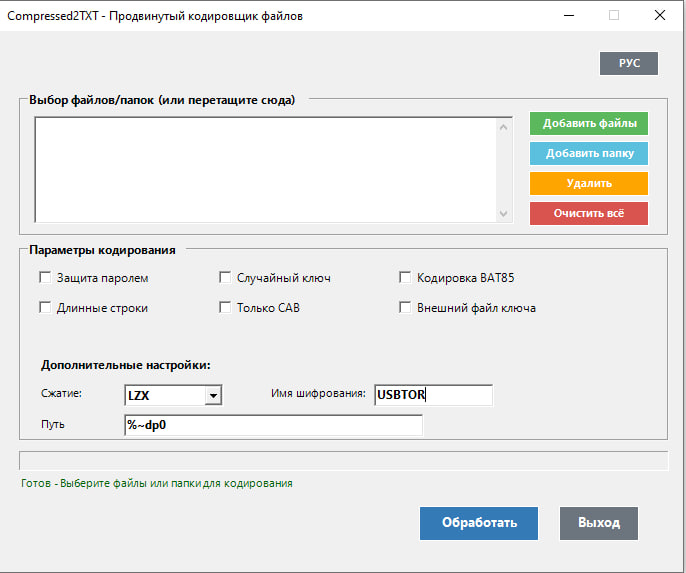 Compressed2TXT - Продвинутый кодировщик файлов
РУС
Выбор файлов/папок (или перетащите сюда)
Добавить файлы
Добавить папку
Удалить
Очистить всё
Параметры кодирования
Защита паролем
Случайный ключ
Кодировка BAT85
Длинные строки
Только CAB
Внешний файл ключа
Дополнительные настройки:
Сжатие:
LZX
Имя шифрования:
USBTOR
Путь
%~dp0
Готов - Выберите файлы или папки для кодирования
Обработать
Выход